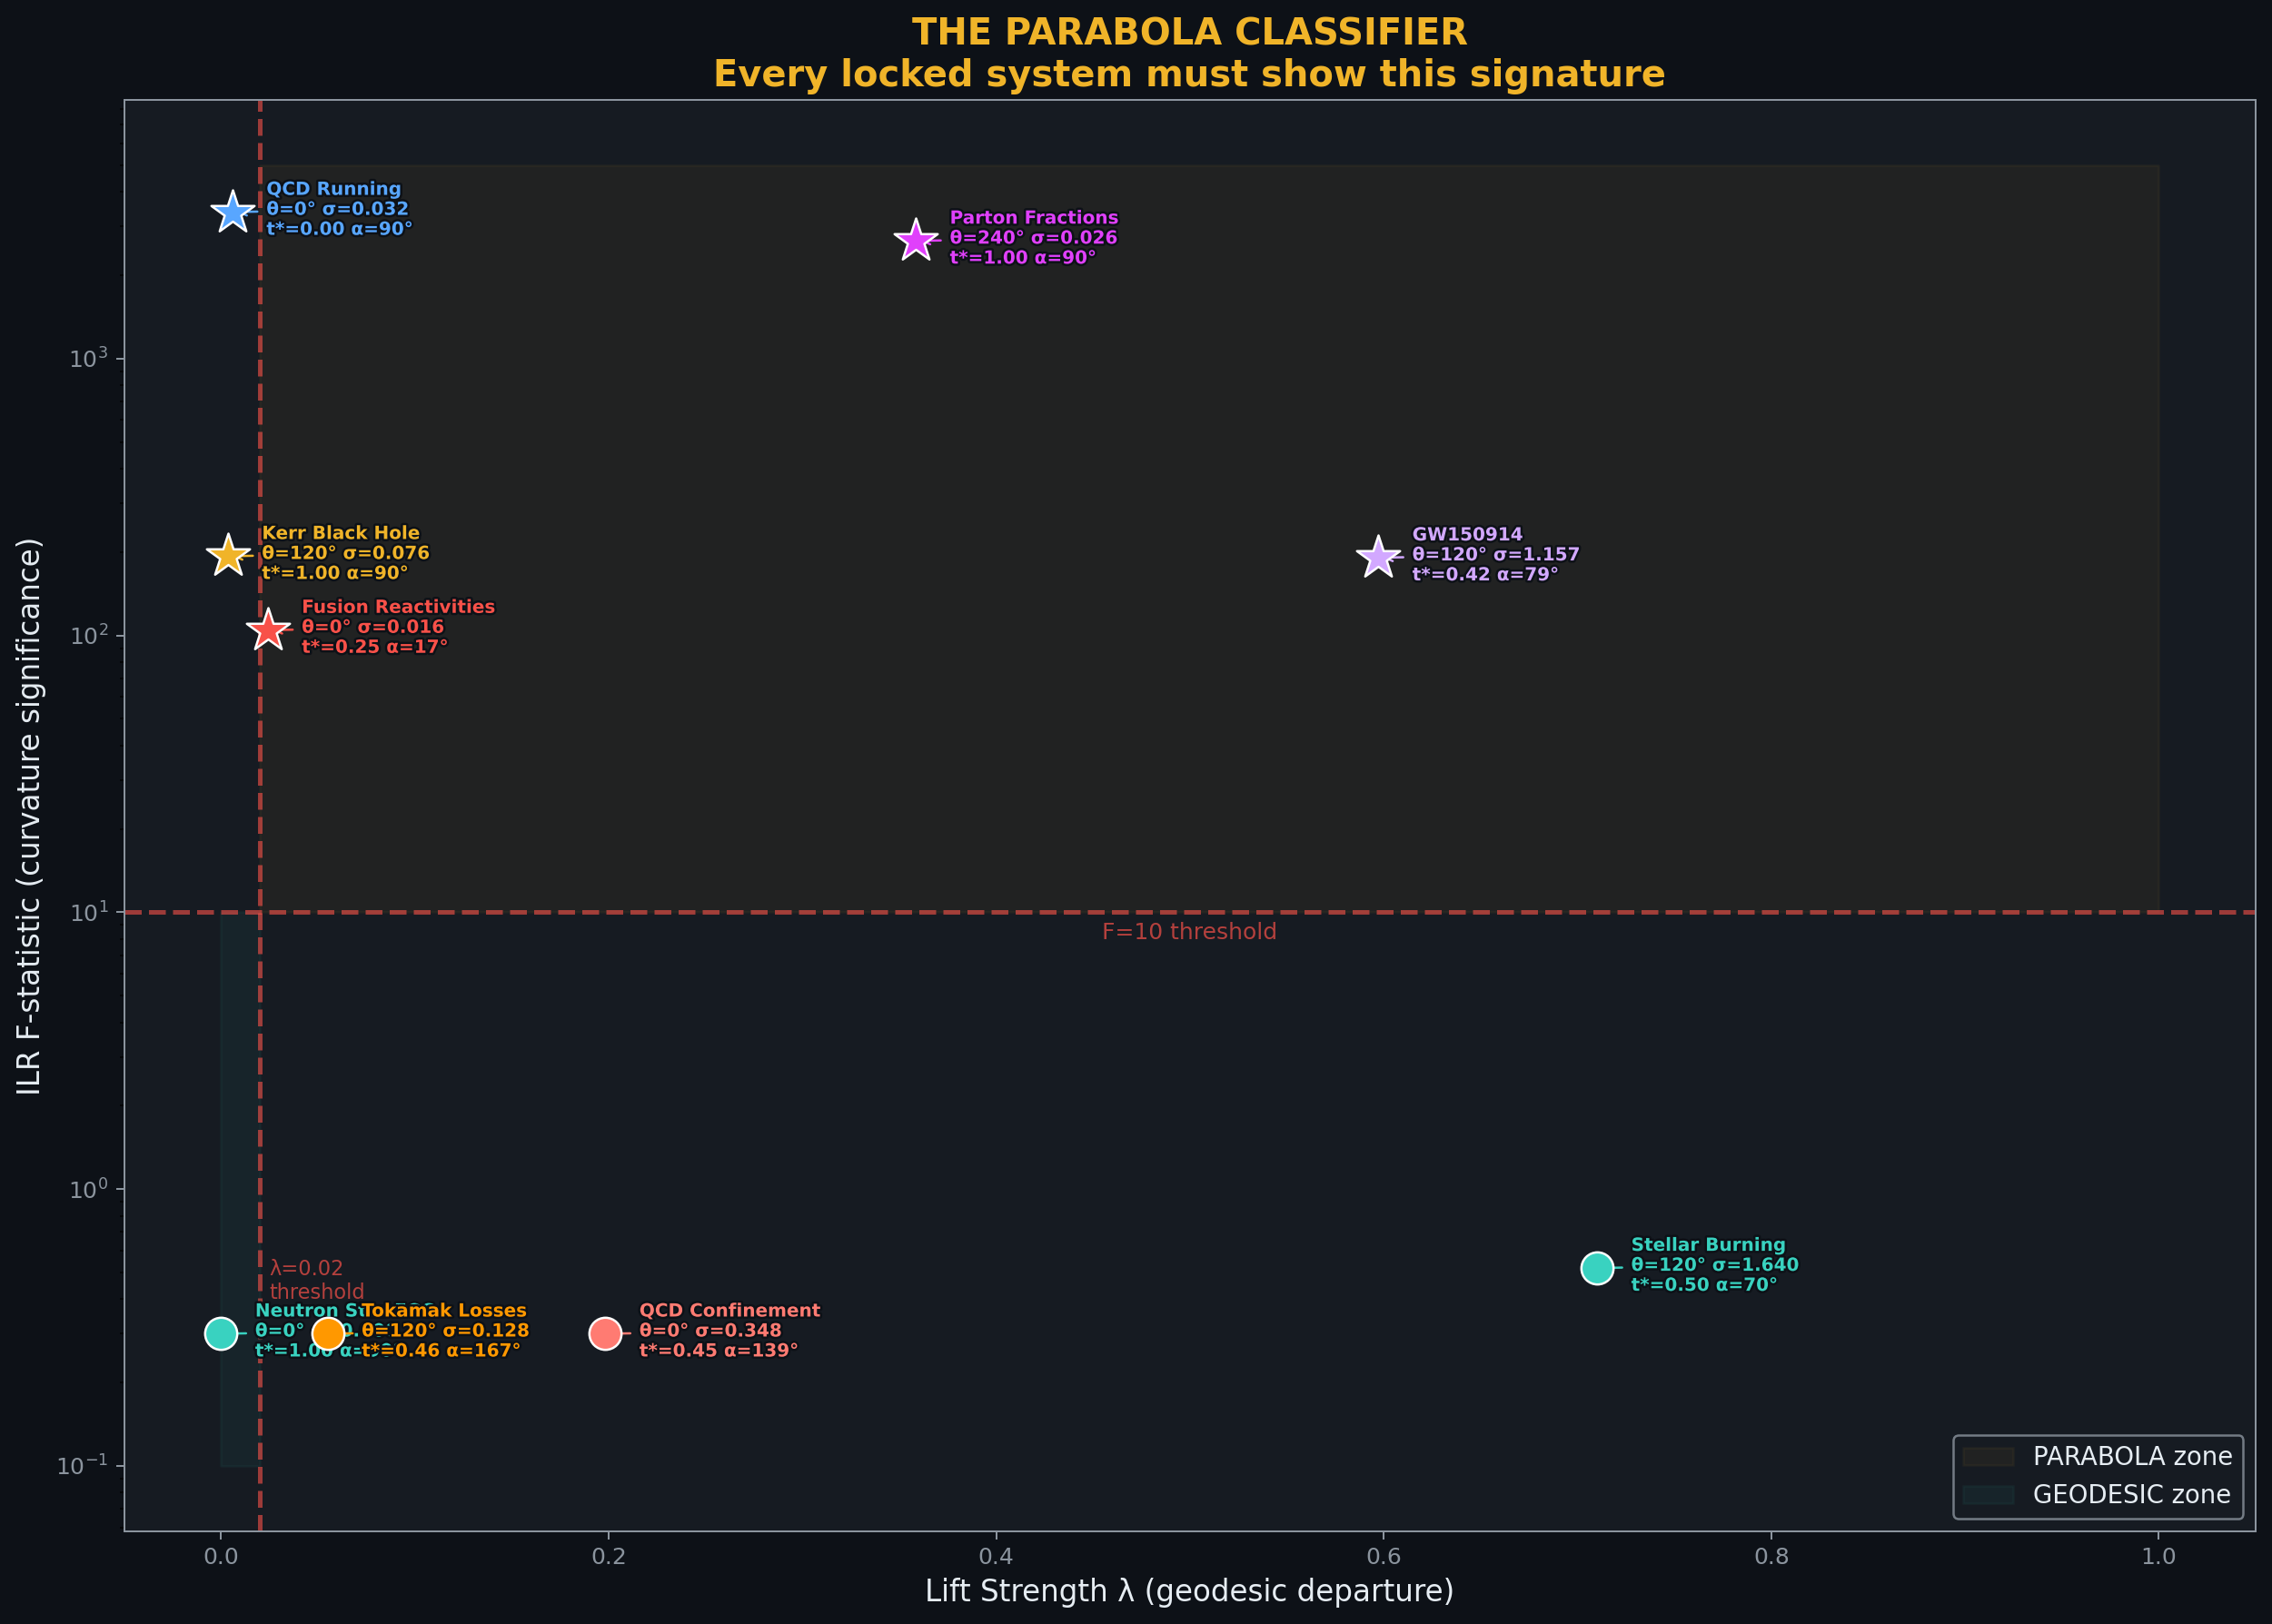 THE PARABOLA CLASSIFIER
Every locked system must show this signature
ILR F-statistic (curvature significance)
10³
10²
10¹
10⁰
10⁻¹
QCD Running
θ=0° σ=0.032
t*=0.00 α=90°
Parton Fractions
θ=240° σ=0.026
t*=1.00 α=90°
Kerr Black Hole
θ=120° σ=0.076
t*=1.00 α=90°
GW150914
θ=120° σ=1.157
t*=0.42 α=79°
Fusion Reactivities
θ=0° σ=0.016
t*=0.25 α=17°
F=10 threshold
Stellar Burning
θ=120° σ=1.640
t*=0.50 α=70°
λ=0.02
threshold
Neutron
θ=0°
t*=1.00
Tokamak Losses
θ=120° σ=0.128
t*=0.46 α=167°
QCD Confinement
θ=0° σ=0.348
t*=0.45 α=139°
PARABOLA zone
GEODESIC zone
0.0 0.2 0.4 0.6 0.8 1.0
Lift Strength λ (geodesic departure)